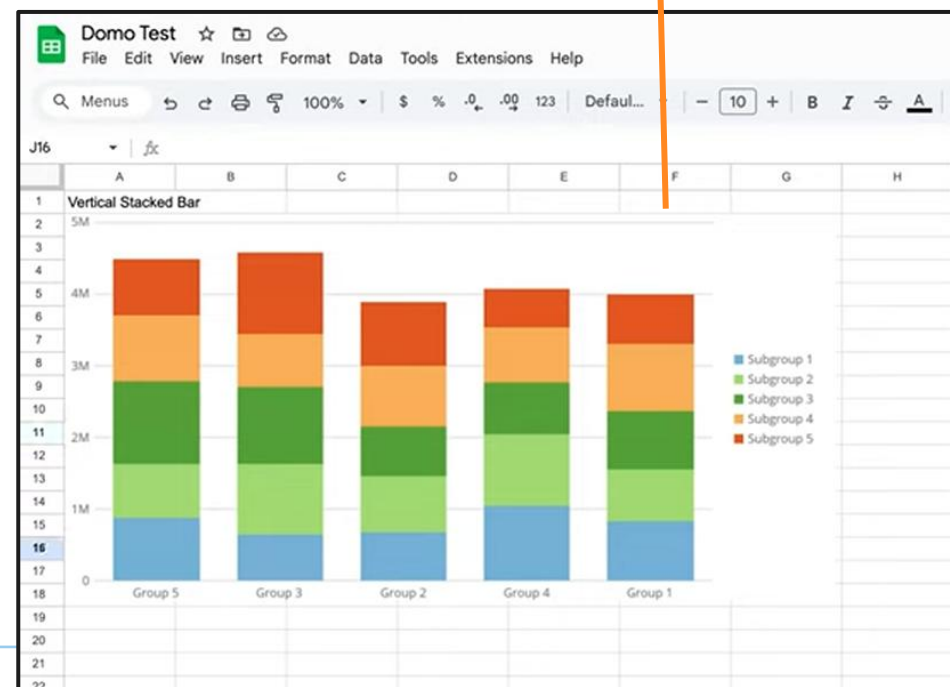 Domo Test
File Edit View Insert Format Data Tools Extensions Help
Menus 100% $ % .0 .00 123 Defaul... − 10 + B I A
J16 fx
A B C D E F G H
1 Vertical Stacked Bar
2 5M
3
4
5 4M
6
7
8 3M Subgroup 1
9 Subgroup 2
10 Subgroup 3
11 Subgroup 4
12 2M Subgroup 5
13
14
15 1M
16
17
18 0
Group 5 Group 3 Group 2 Group 4 Group 1
19
20
21